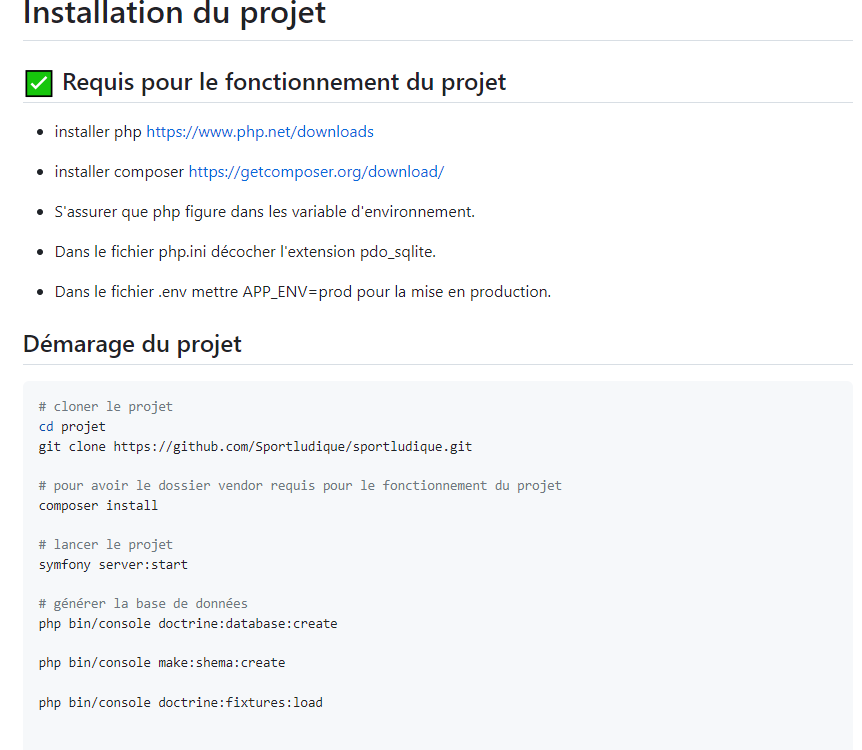 Installation du projet
✅ Requis pour le fonctionnement du projet
• installer php https://www.php.net/downloads
• installer composer https://getcomposer.org/download/
• S'assurer que php figure dans les variable d'environnement.
• Dans le fichier php.ini décocher l'extension pdo_sqlite.
• Dans le fichier .env mettre APP_ENV=prod pour la mise en production.
Démarage du projet
# cloner le projet
cd projet
git clone https://github.com/Sportludique/sportludique.git
# pour avoir le dossier vendor requis pour le fonctionnement du projet
composer install
# lancer le projet
symfony server:start
# générer la base de données
php bin/console doctrine:database:create
php bin/console make:shema:create
php bin/console doctrine:fixtures:load